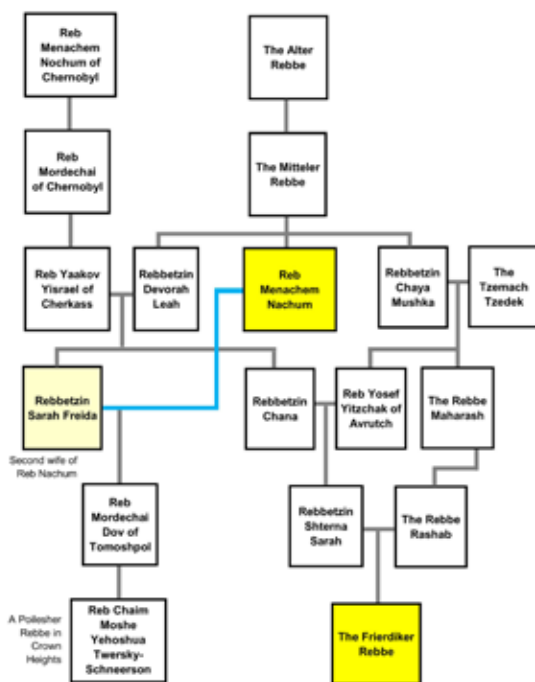 Reb
Menachem
Nochum of
Chernobyl
The Alter
Rebbe
Reb
Mordechai
of Chernobyl
The Mitteler
Rebbe
Reb Yaakov
Yisrael of
Cherkass
Rebbetzin
Devorah
Leah
Reb
Menachem
Nachum
Rebbetzin
Chaya
Mushka
The
Tzemach
Tzedek
Rebbetzin
Sarah Freida
Second wife of
Reb Nachum
Rebbetzin
Chana
Reb Yosef
Yitzchak of
Avrutch
The Rebbe
Maharash
Reb
Mordechai
Dov of
Tomoshpol
Rebbetzin
Shterna
Sarah
The Rebbe
Rashab
A Poilesher
Rebbe in
Crown
Heights
Reb Chaim
Moshe
Yehoshua
Twersky-
Schneerson
The Frierdiker
Rebbe